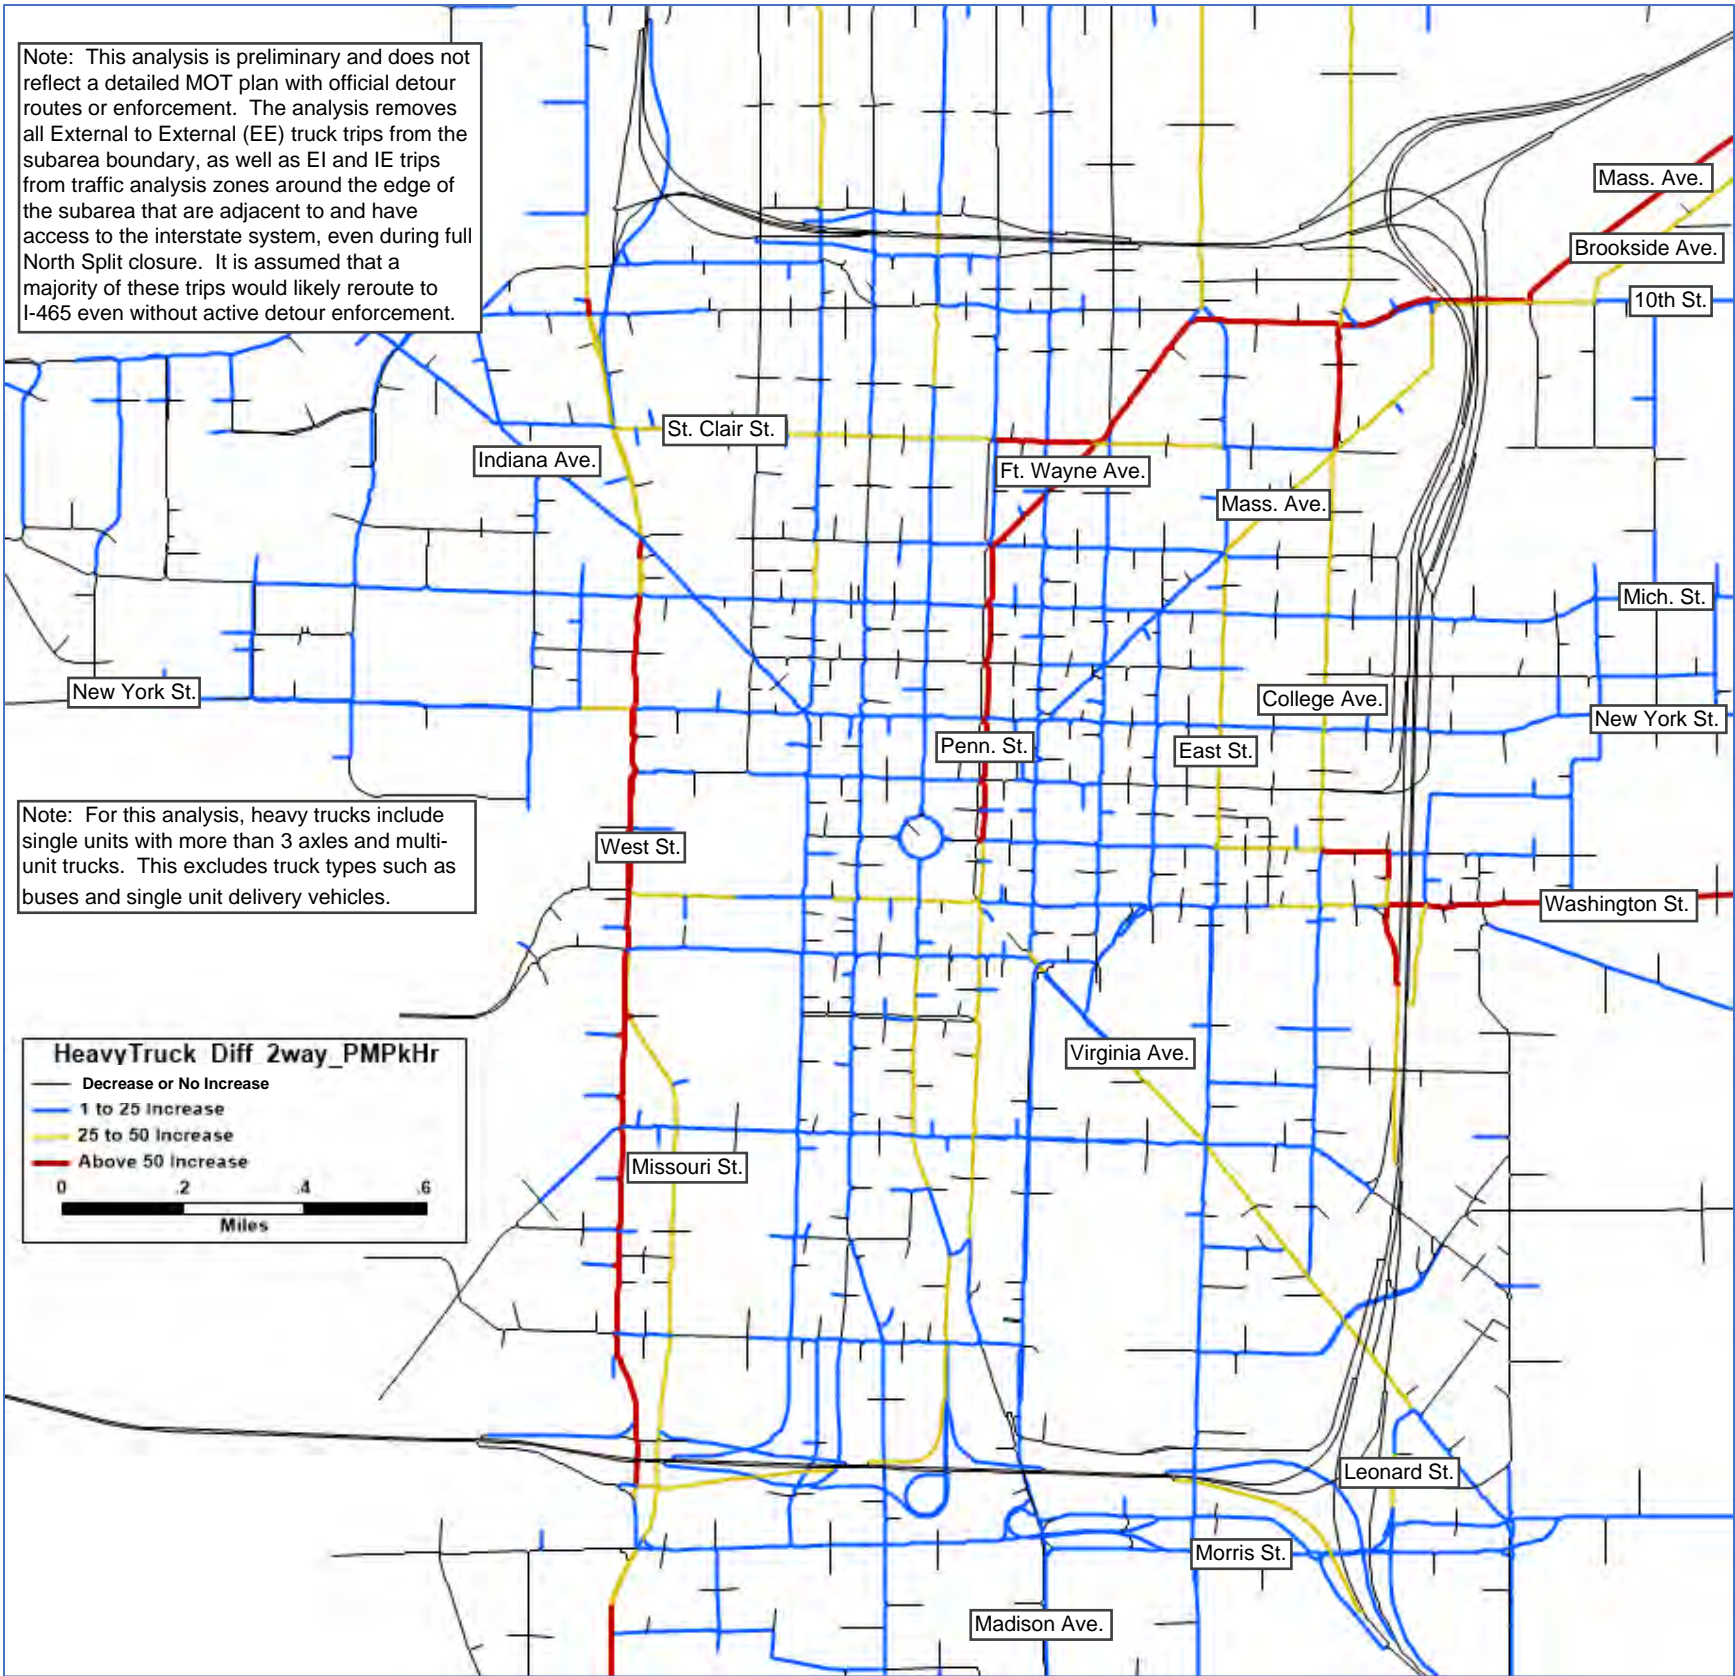 Note: This analysis is preliminary and does not
reflect a detailed MOT plan with official detour
routes or enforcement. The analysis removes
all External to External (EE) truck trips from the
subarea boundary, as well as EI and IE trips
from traffic analysis zones around the edge of
the subarea that are adjacent to and have
access to the interstate system, even during full
North Split closure. It is assumed that a
majority of these trips would likely reroute to
I-465 even without active detour enforcement.
Mass. Ave.
Brookside Ave.
10th St.
St. Clair St.
Indiana Ave.
Ft. Wayne Ave.
Mass. Ave.
Mich. St.
New York St.
College Ave.
New York St.
Penn. St.
East St.
Note: For this analysis, heavy trucks include
single units with more than 3 axles and multi-
unit trucks. This excludes truck types such as
buses and single unit delivery vehicles.
West St.
Washington St.
Virginia Ave.
HeavyTruck Diff 2way_PMPkHr
Decrease or No Increase
1 to 25 Increase
25 to 50 Increase
Above 50 Increase
0 .2 .4 .6
Miles
Missouri St.
Leonard St.
Morris St.
Madison Ave.